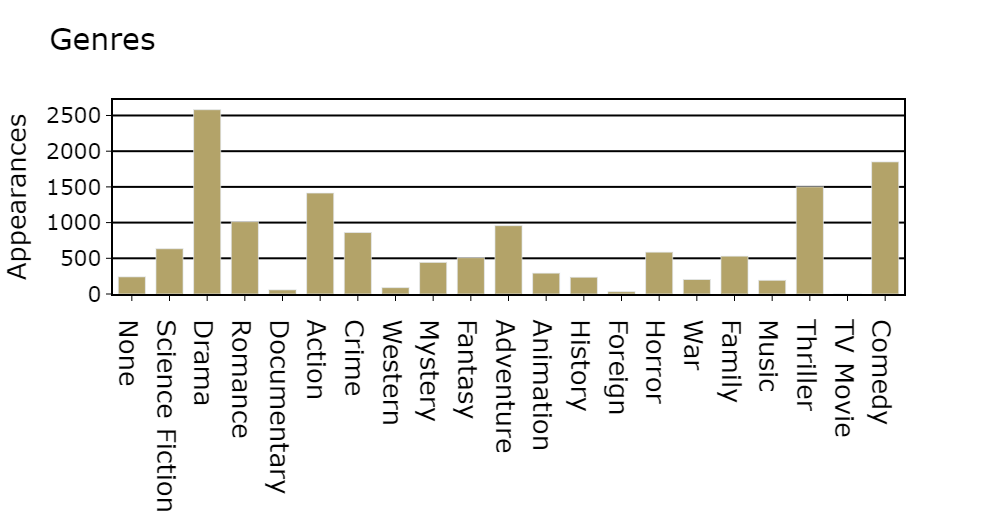 Genres
Appearances
2500
2000
1500
1000
500
0
None
Science Fiction
Drama
Romance
Documentary
Action
Crime
Western
Mystery
Fantasy
Adventure
Animation
History
Foreign
Horror
War
Family
Music
Thriller
TV Movie
Comedy